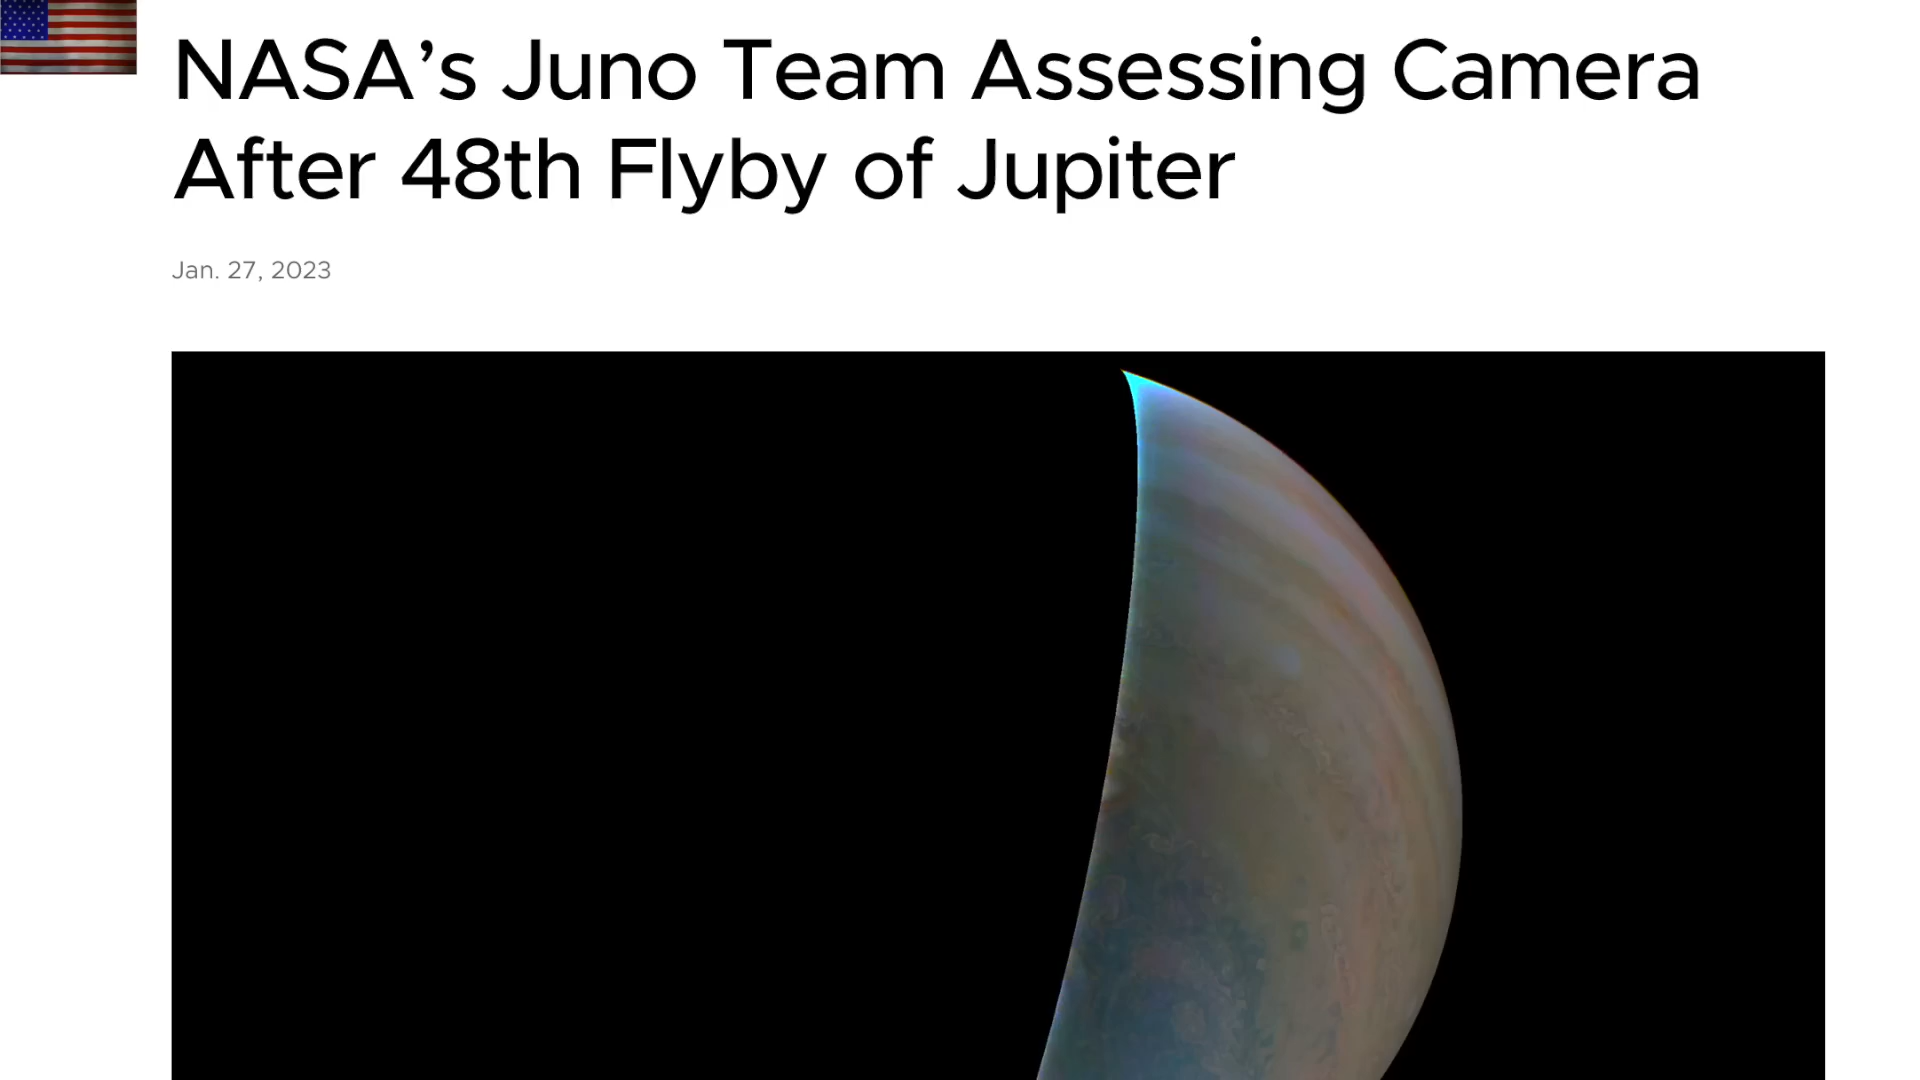 NASA’s Juno Team Assessing Camera
After 48th Flyby of Jupiter
Jan. 27, 2023